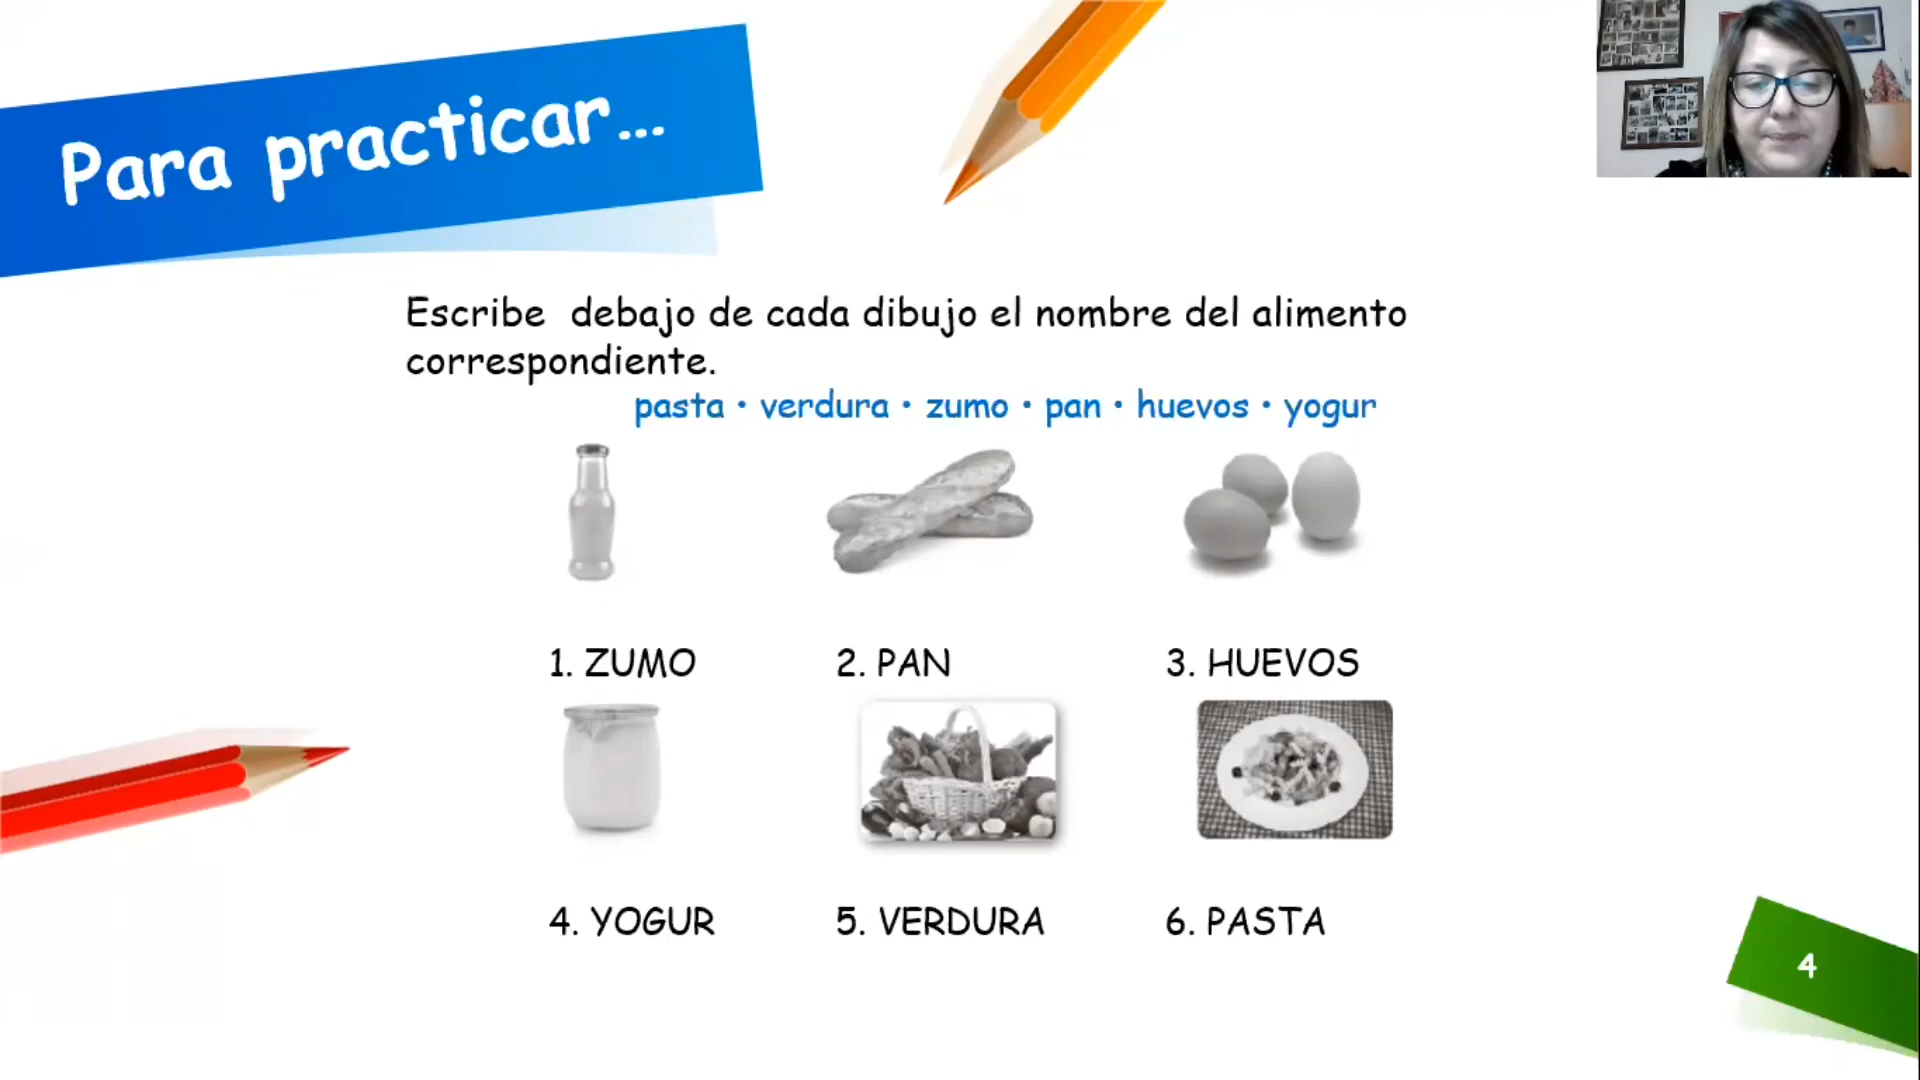 Para practicar...
Escribe debajo de cada dibujo el nombre del alimento
correspondiente.
pasta • verdura • zumo • pan • huevos • yogur
1. ZUMO
2. PAN
3. HUEVOS
4. YOGUR
5. VERDURA
6. PASTA
4